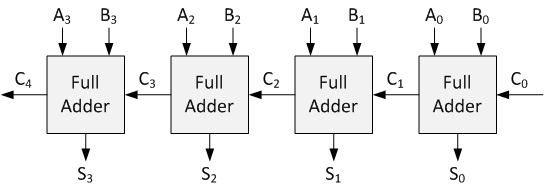 A3 B3 A2 B2 A1 B1 A0 B0
C4 Full Adder C3 Full Adder C2 Full Adder C1 Full Adder C0
S3 S2 S1 S0